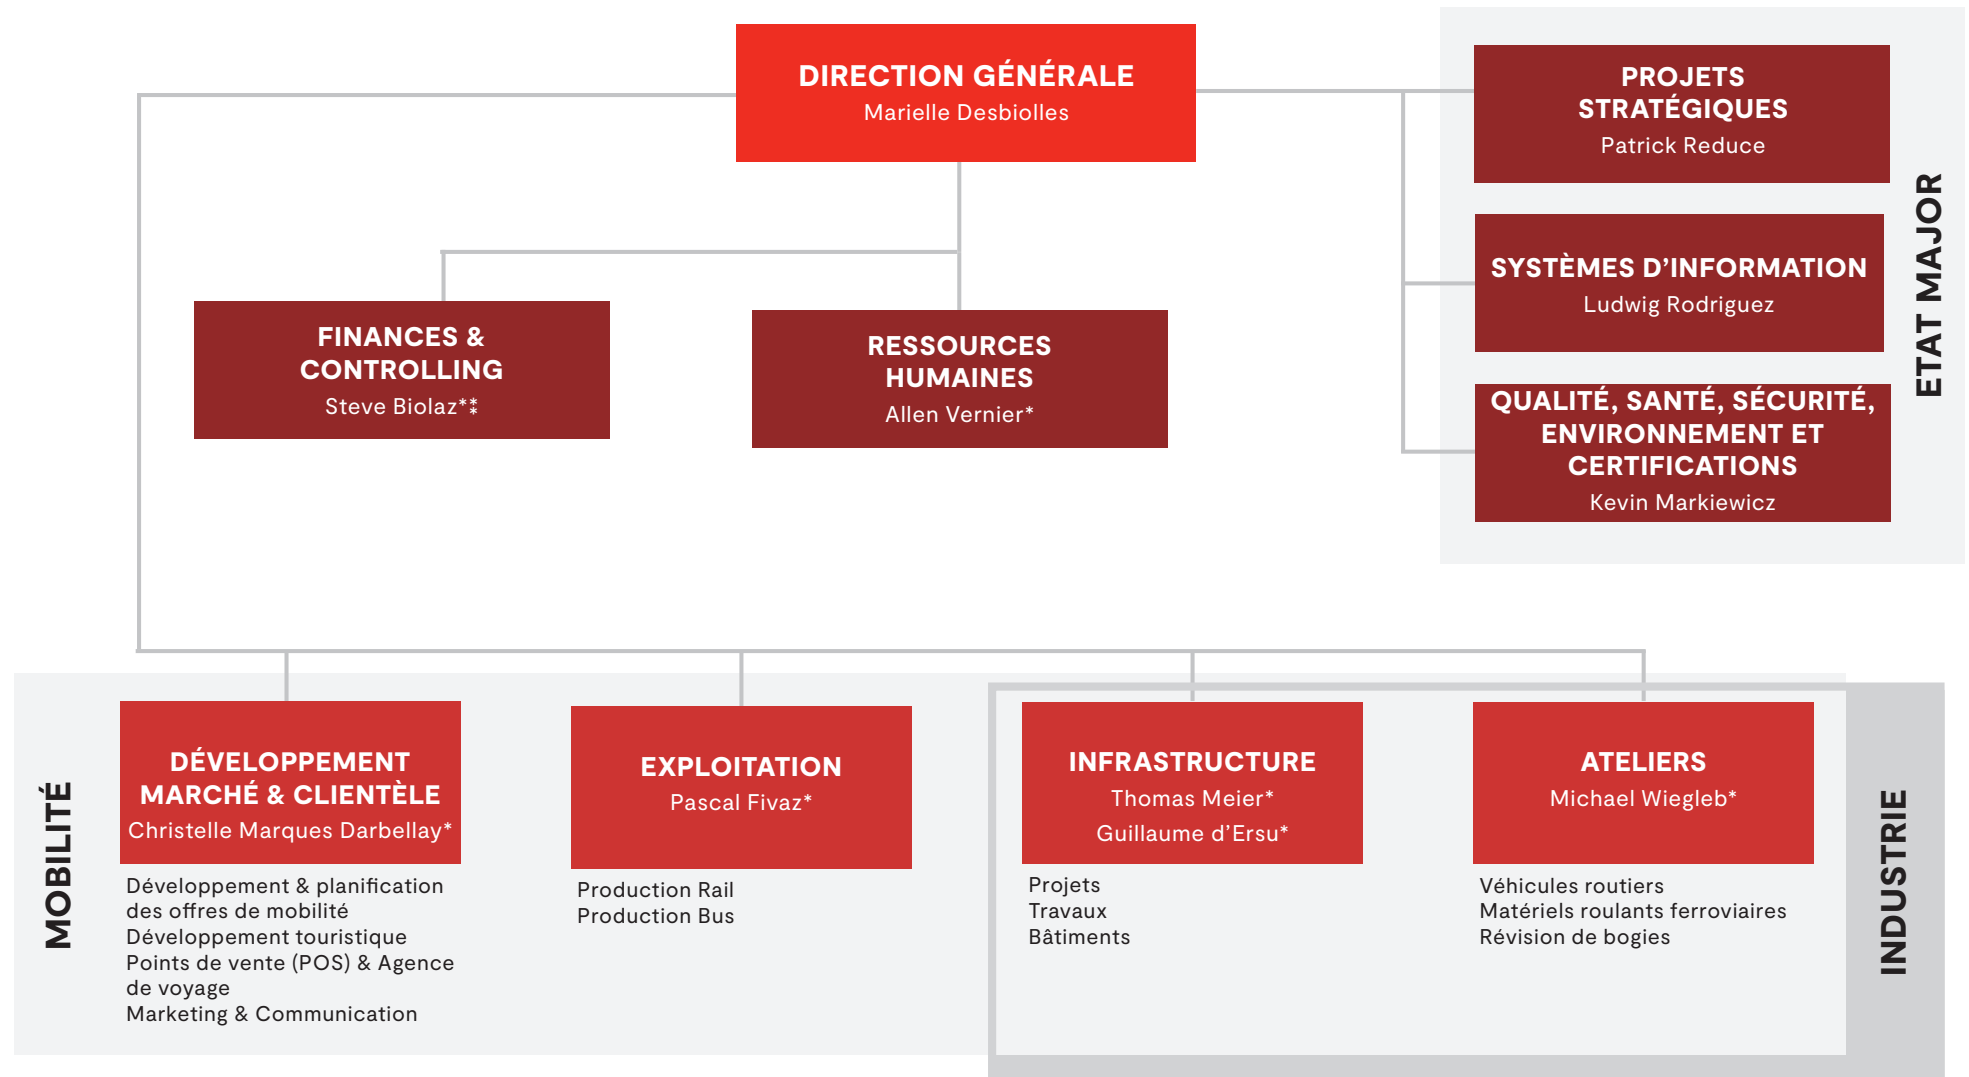 DIRECTION GÉNÉRALE
Marielle Desbiolles
PROJETS
STRATÉGIQUES
Patrick Reduce
SYSTÈMES D’INFORMATION
Ludwig Rodriguez
QUALITÉ, SANTÉ, SÉCURITÉ,
ENVIRONNEMENT ET
CERTIFICATIONS
Kevin Markiewicz
ETAT MAJOR
FINANCES &
CONTROLLING
Steve Biolaz*⁑
RESSOURCES
HUMAINES
Allen Vernier*
MOBILITÉ
DÉVELOPPEMENT
MARCHÉ & CLIENTÈLE
Christelle Marques Darbellay*
Développement & planification
des offres de mobilité
Développement touristique
Points de vente (POS) & Agence
de voyage
Marketing & Communication
EXPLOITATION
Pascal Fivaz*
Production Rail
Production Bus
INFRASTRUCTURE
Thomas Meier*
Guillaume d’Ersu*
Projets
Travaux
Bâtiments
ATELIERS
Michael Wiegleb*
Véhicules routiers
Matériels roulants ferroviaires
Révision de bogies
INDUSTRIE